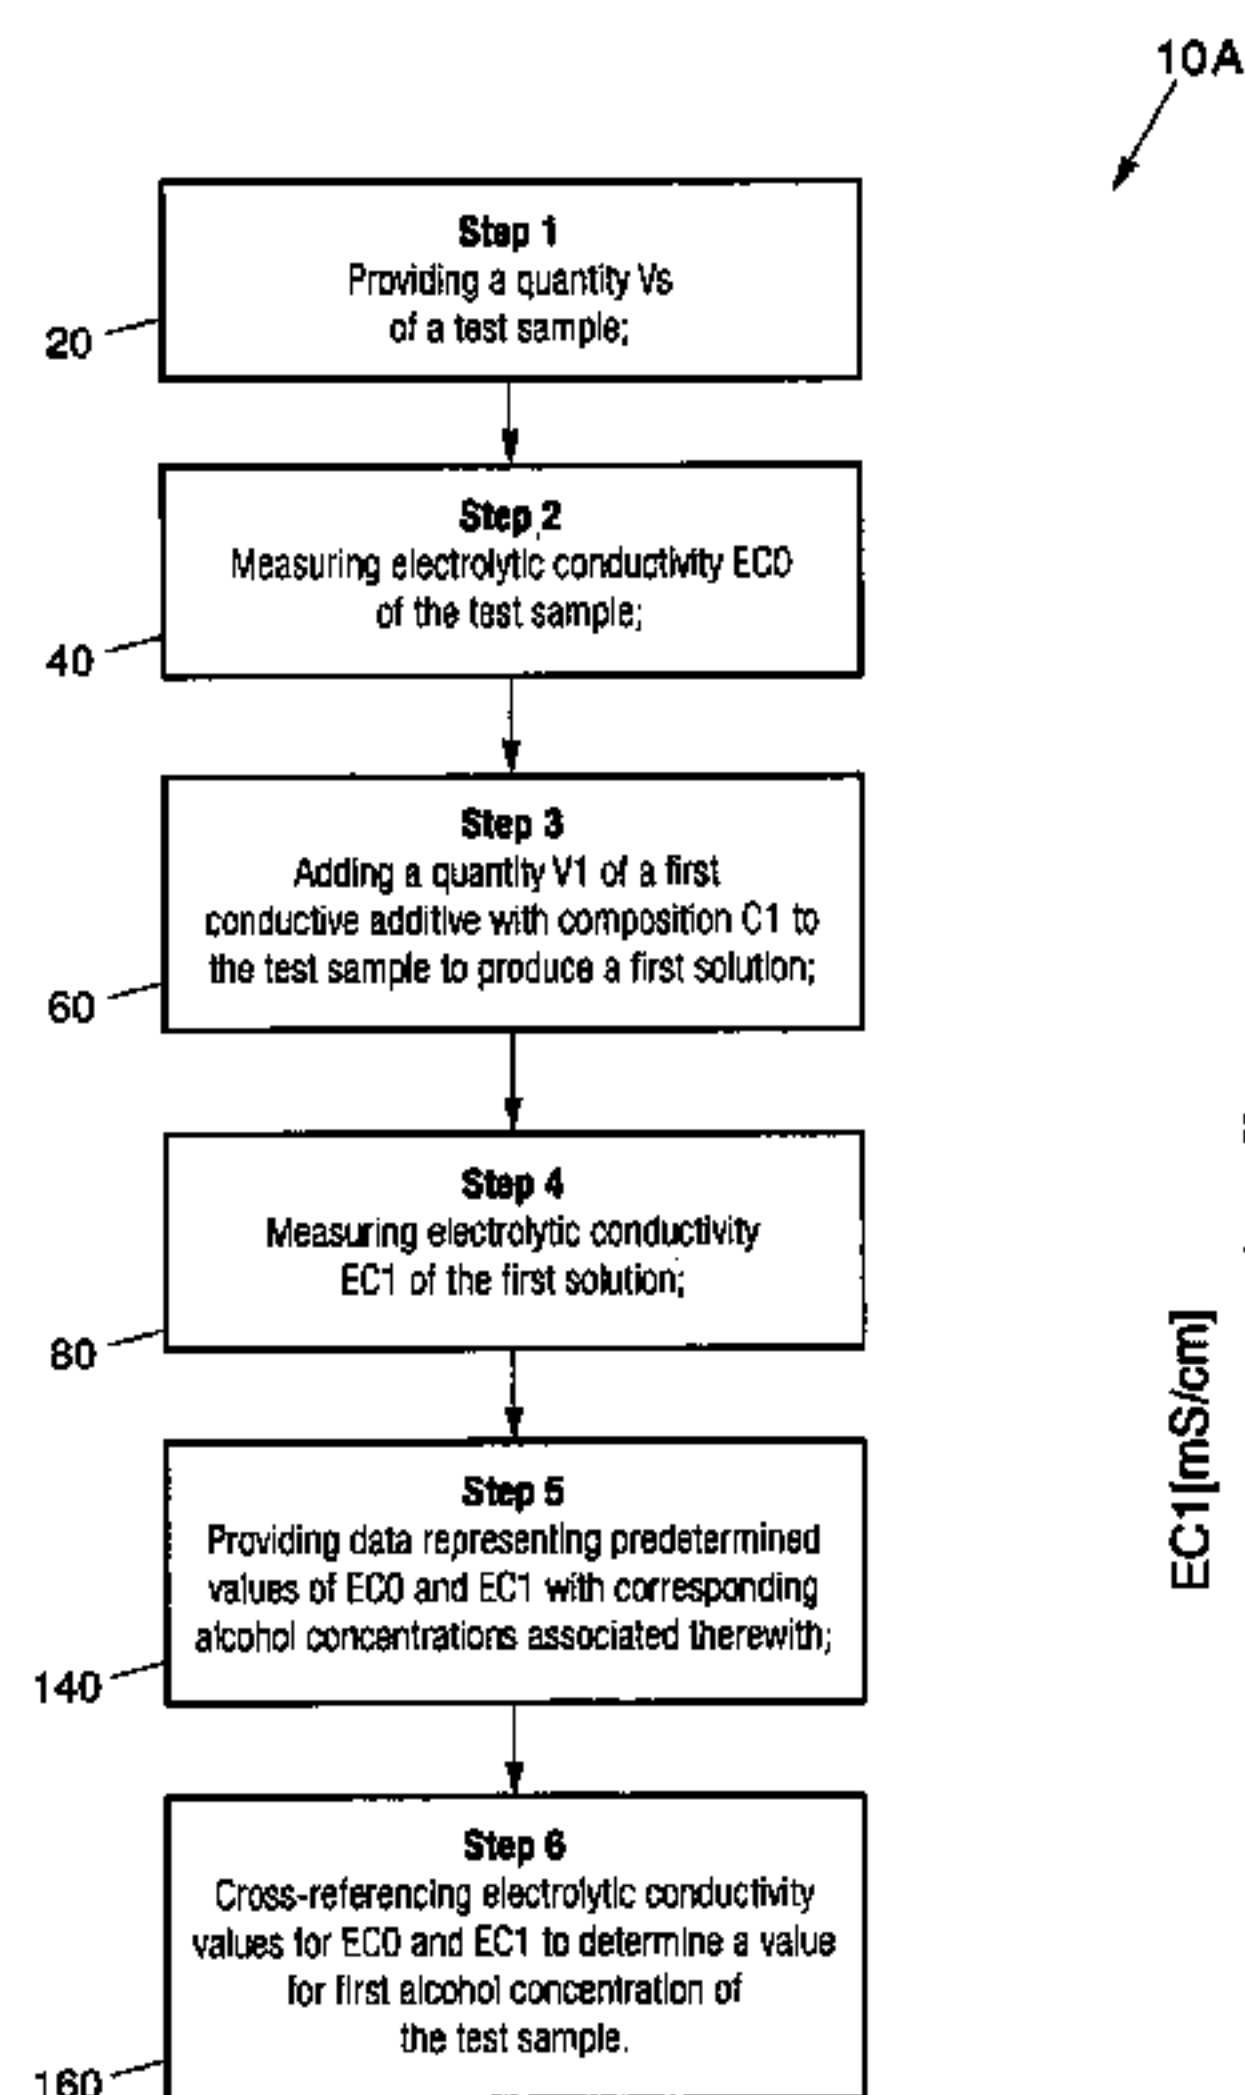 10A
Step 1
Providing a quantity Vs
of a test sample;
20
Step 2
Measuring electrolytic conductivity EC0
of the test sample;
40
Step 3
Adding a quantity V1 of a first
conductive additive with composition C1 to
the test sample to produce a first solution;
60
Step 4
Measuring electrolytic conductivity
EC1 of the first solution;
80
EC1[mS/cm]
Step 5
Providing data representing predetermined
values of EC0 and EC1 with corresponding
alcohol concentrations associated therewith;
140
Step 6
Cross-referencing electrolytic conductivity
values for EC0 and EC1 to determine a value
for first alcohol concentration of
the test sample.
160